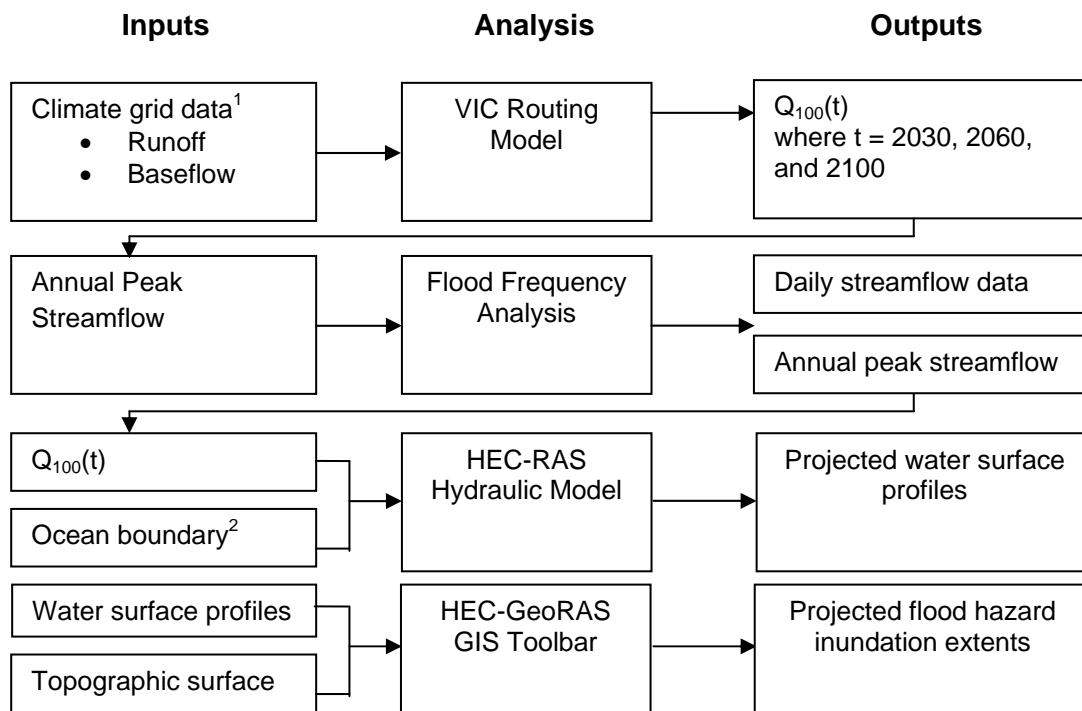 Inputs
Analysis
Outputs
Climate grid data¹
• Runoff
• Baseflow
VIC Routing
Model
Q₁₀₀(t)
where t = 2030, 2060,
and 2100
Annual Peak
Streamflow
Flood Frequency
Analysis
Daily streamflow data
Annual peak streamflow
Q₁₀₀(t)
Ocean boundary²
HEC-RAS
Hydraulic Model
Projected water surface
profiles
Water surface profiles
Topographic surface
HEC-GeoRAS
GIS Toolbar
Projected flood hazard
inundation extents